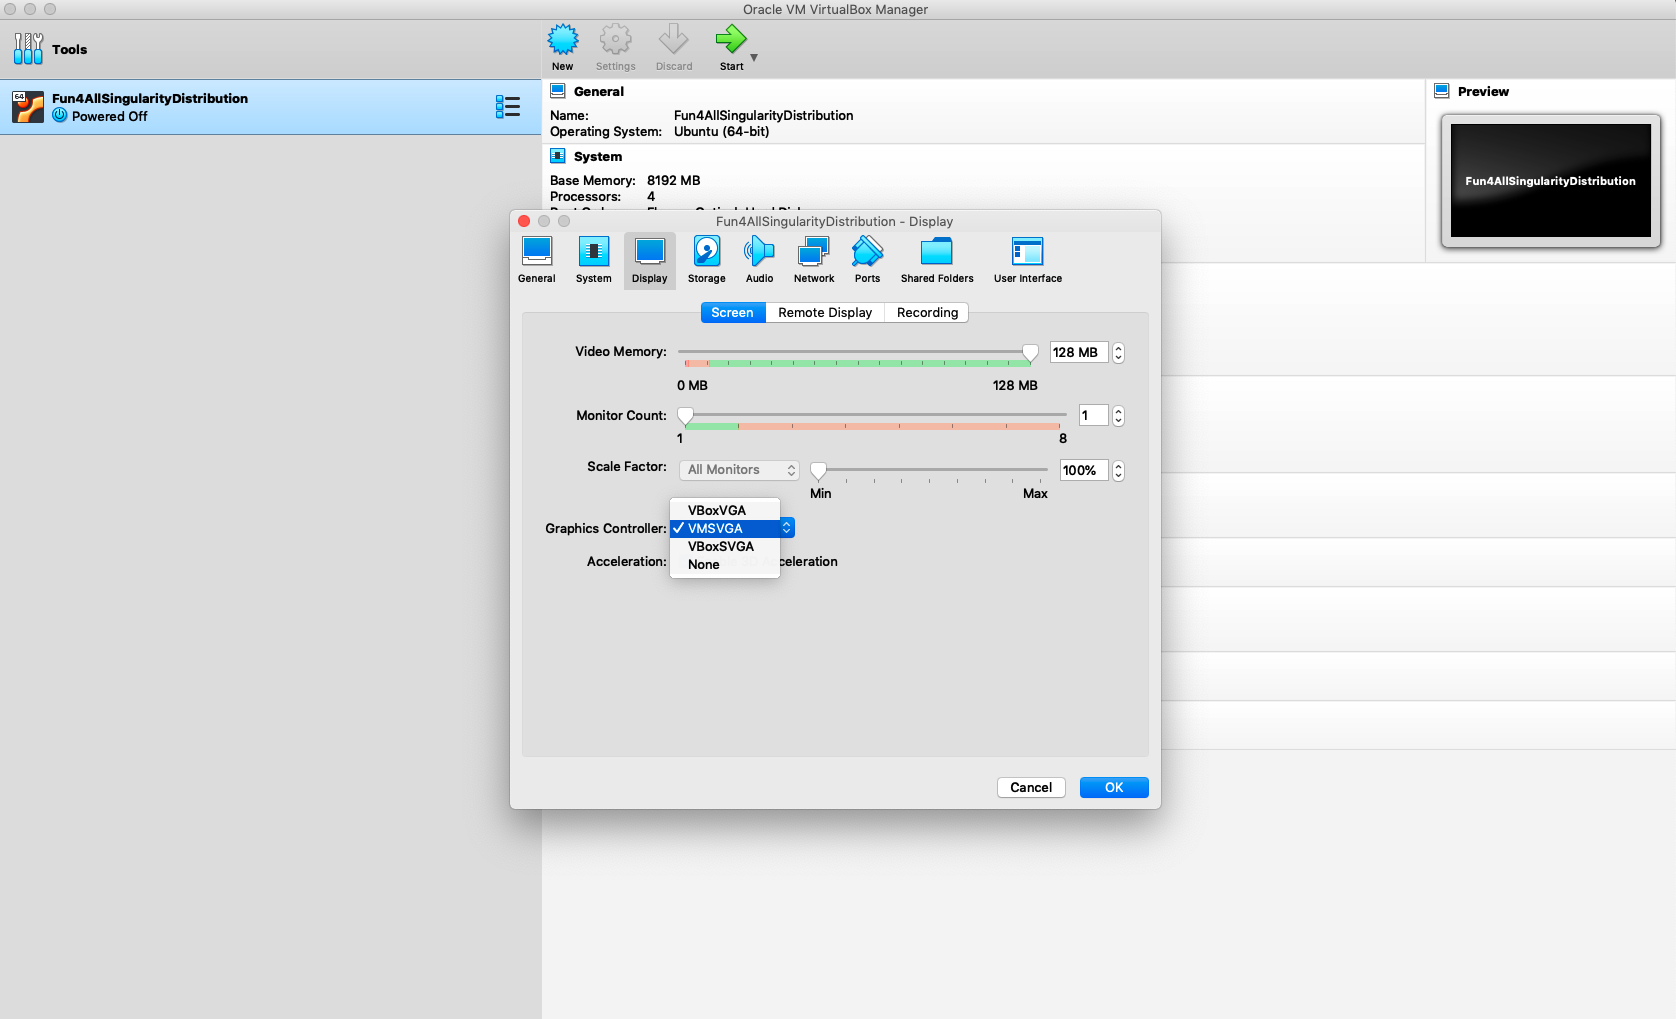 Oracle VM VirtualBox Manager
Tools
New
Settings
Discard
Start
64
Fun4AllSingularityDistribution
Powered Off
General
Name: Fun4AllSingularityDistribution
Operating System: Ubuntu (64-bit)
System
Base Memory: 8192 MB
Processors: 4
Preview
Fun4AllSingularityDistribution
Fun4AllSingularityDistribution - Display
General
System
Display
Storage
Audio
Network
Ports
Shared Folders
User Interface
Screen
Remote Display
Recording
Video Memory: 128 MB
0 MB 128 MB
Monitor Count: 1
1 8
Scale Factor: All Monitors 100%
Min Max
VBoxVGA
Graphics Controller: ✓ VMSVGA
VBoxSVGA
Acceleration: None celeration
Cancel
OK